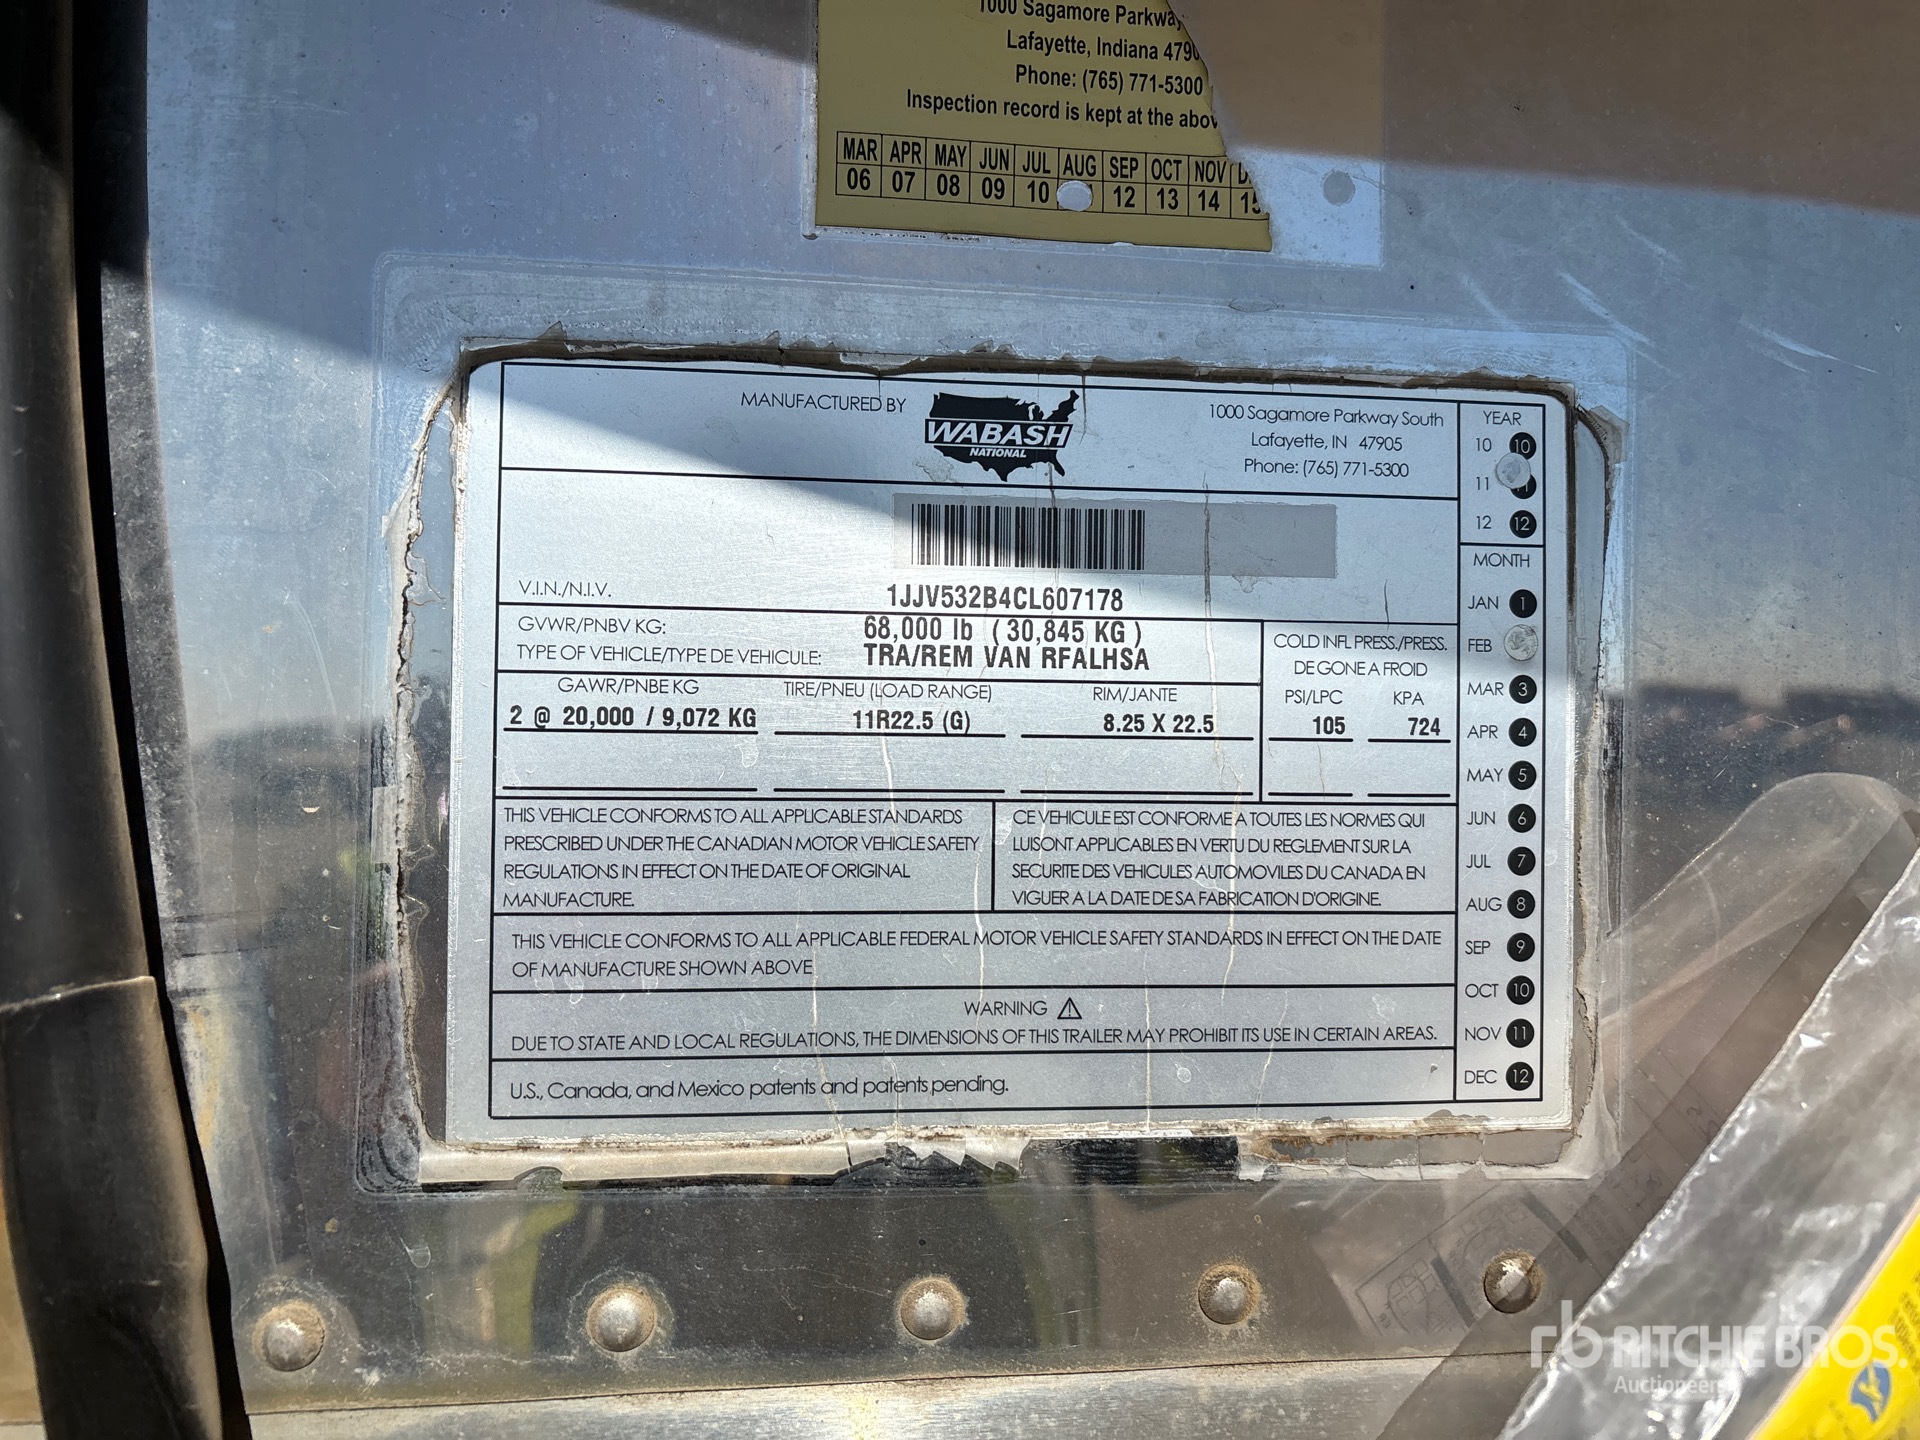 1000 Sagamore
Lafayette, Indiana
Phone: (765) 771-5300
Inspection record is kept at the
MAR APR MAY JUN JUL AUG SEP OCT NOV
06 07 08 09 10 12 13 14 15
MANUFACTURED BY
WABASH
NATIONAL
1000 Sagamore Parkway South
Lafayette, IN 47905
Phone: (765) 771-5300
V.I.N./N.I.V.
1JJV532B4CL607178
GVWR/PNBV KG:
68,000 lb ( 30,845 KG )
TYPE OF VEHICLE/TYPE DE VEHICULE:
TRA/REM VAN RFALHSA
COLD INFL PRESS./PRESS.
DE GONE A FROID
GAWR/PNBE KG TIRE/PNEU (LOAD RANGE) RIM/JANTE PSI/LPC KPA
2 @ 20,000 / 9,072 KG 11R22.5 (G) 8.25 X 22.5 105 724
THIS VEHICLE CONFORMS TO ALL APPLICABLE STANDARDS
PRESCRIBED UNDER THE CANADIAN MOTOR VEHICLE SAFETY
REGULATIONS IN EFFECT ON THE DATE OF ORIGINAL
MANUFACTURE.
CE VEHICULE EST CONFORME A TOUTES LES NORMES QUI
LUISONT APPLICABLES EN VERTU DU REGLEMENT SUR LA
SECURITE DES VEHICULES AUTOMOVILES DU CANADA EN
VIGUER A LA DATE DE SA FABRICATION D'ORIGINE.
THIS VEHICLE CONFORMS TO ALL APPLICABLE FEDERAL MOTOR VEHICLE SAFETY STANDARDS IN EFFECT ON THE DATE
OF MANUFACTURE SHOWN ABOVE
WARNING
DUE TO STATE AND LOCAL REGULATIONS, THE DIMENSIONS OF THIS TRAILER MAY PROHIBIT ITS USE IN CERTAIN AREAS.
U.S., Canada, and Mexico patents and patents pending.
YEAR
10 10
11 11
12 12
MONTH
JAN 1
FEB
MAR 3
APR 4
MAY 5
JUN 6
JUL 7
AUG 8
SEP 9
OCT 10
NOV 11
DEC 12
rb RITCHIE BROS.
Auctioneers